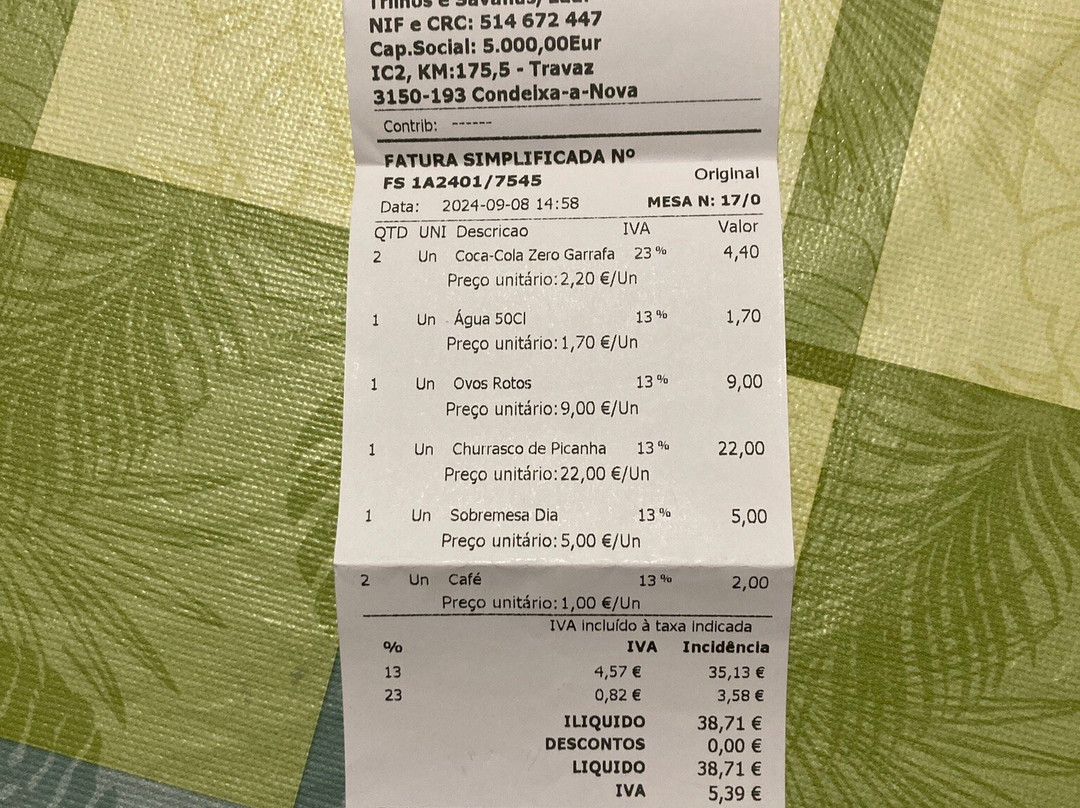 NIF e CRC: 514 672 447
Cap.Social: 5.000,00Eur
IC2, KM:175,5 - Travaz
3150-193 Condeixa-a-Nova
Contrib: ------
FATURA SIMPLIFICADA Nº
FS 1A2401/7545 Original
Data: 2024-09-08 14:58 MESA N: 17/0
QTD UNI Descricao IVA Valor
2 Un Coca-Cola Zero Garrafa 23% 4,40
Preço unitário:2,20 €/Un
1 Un Água 50Cl 13% 1,70
Preço unitário:1,70 €/Un
1 Un Ovos Rotos 13% 9,00
Preço unitário:9,00 €/Un
1 Un Churrasco de Picanha 13% 22,00
Preço unitário:22,00 €/Un
1 Un Sobremesa Dia 13% 5,00
Preço unitário:5,00 €/Un
2 Un Café 13% 2,00
Preço unitário:1,00 €/Un
IVA incluído à taxa indicada
% IVA Incidência
13 4,57 € 35,13 €
23 0,82 € 3,58 €
ILIQUIDO 38,71 €
DESCONTOS 0,00 €
LIQUIDO 38,71 €
IVA 5,39 €